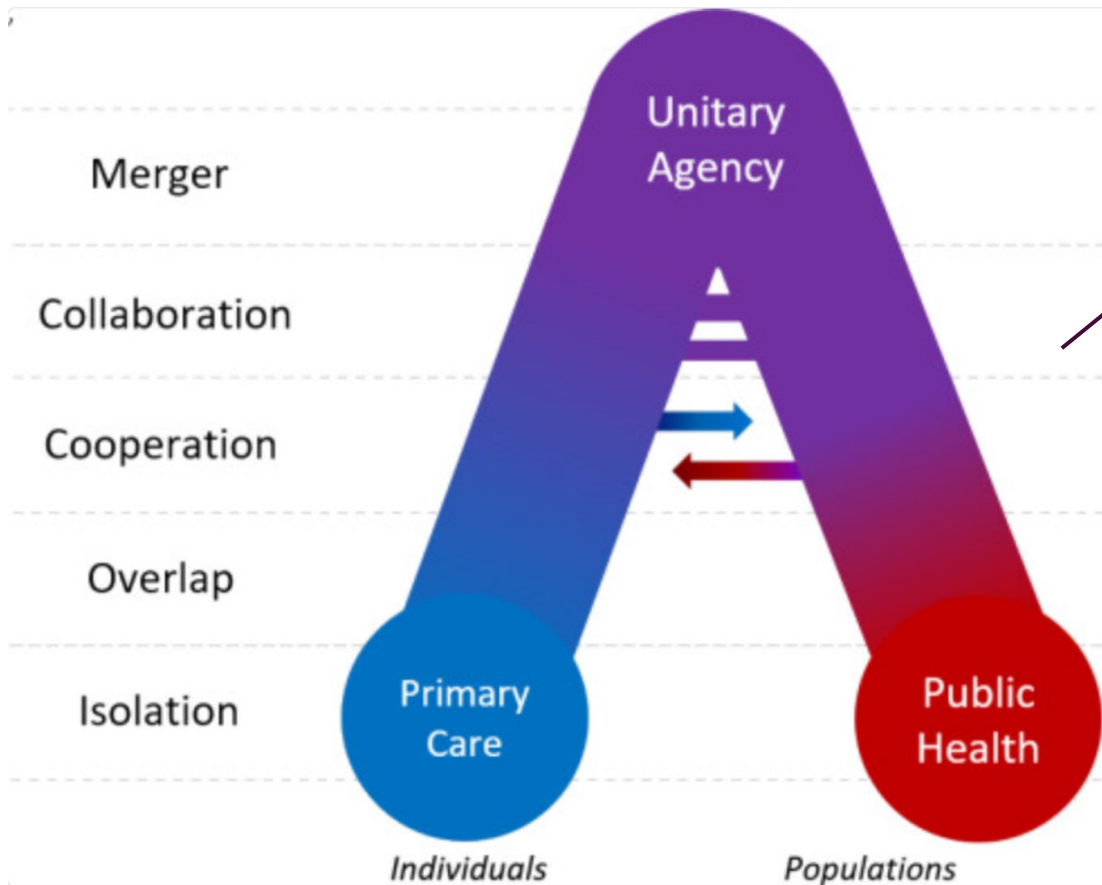 Unitary
Agency
Merger
Collaboration
Cooperation
Overlap
Isolation
Primary
Care
Public
Health
Individuals
Populations